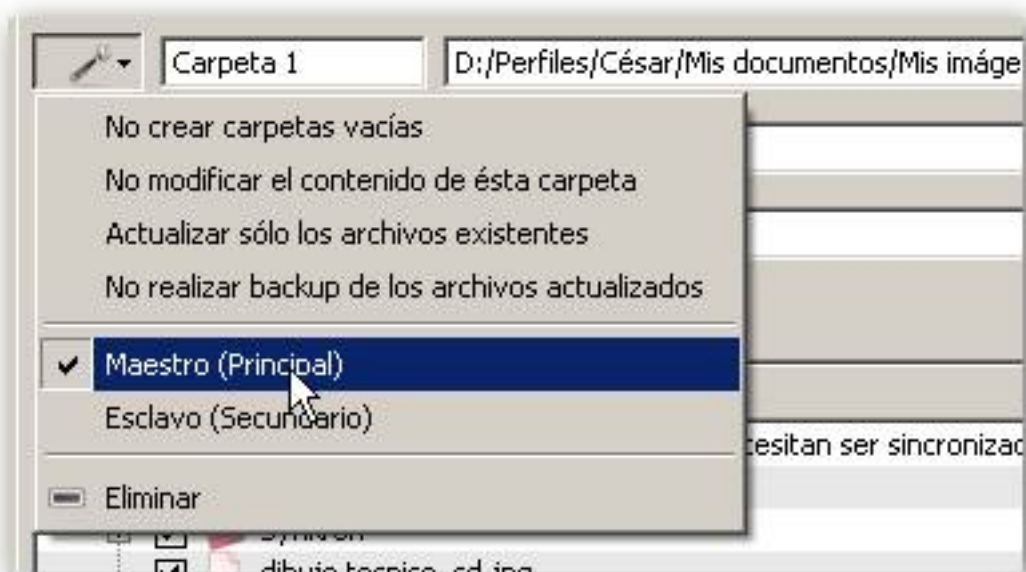 Carpeta 1
D:/Perfiles/César/Mis documentos/Mis imáge
No crear carpetas vacías
No modificar el contenido de ésta carpeta
Actualizar sólo los archivos existentes
No realizar backup de los archivos actualizados
Maestro (Principal)
Esclavo (Secundario)
cesitan ser sincronizad
Eliminar